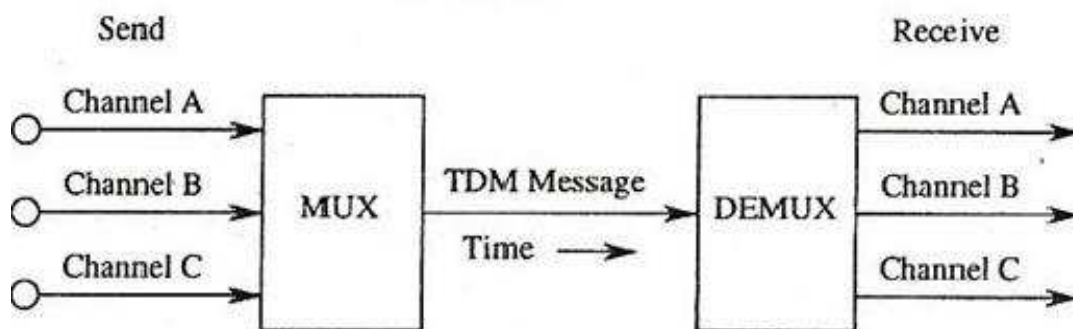 Send
Receive
Channel A
Channel A
Channel B
TDM Message
Channel B
MUX
DEMUX
Time
Channel C
Channel C